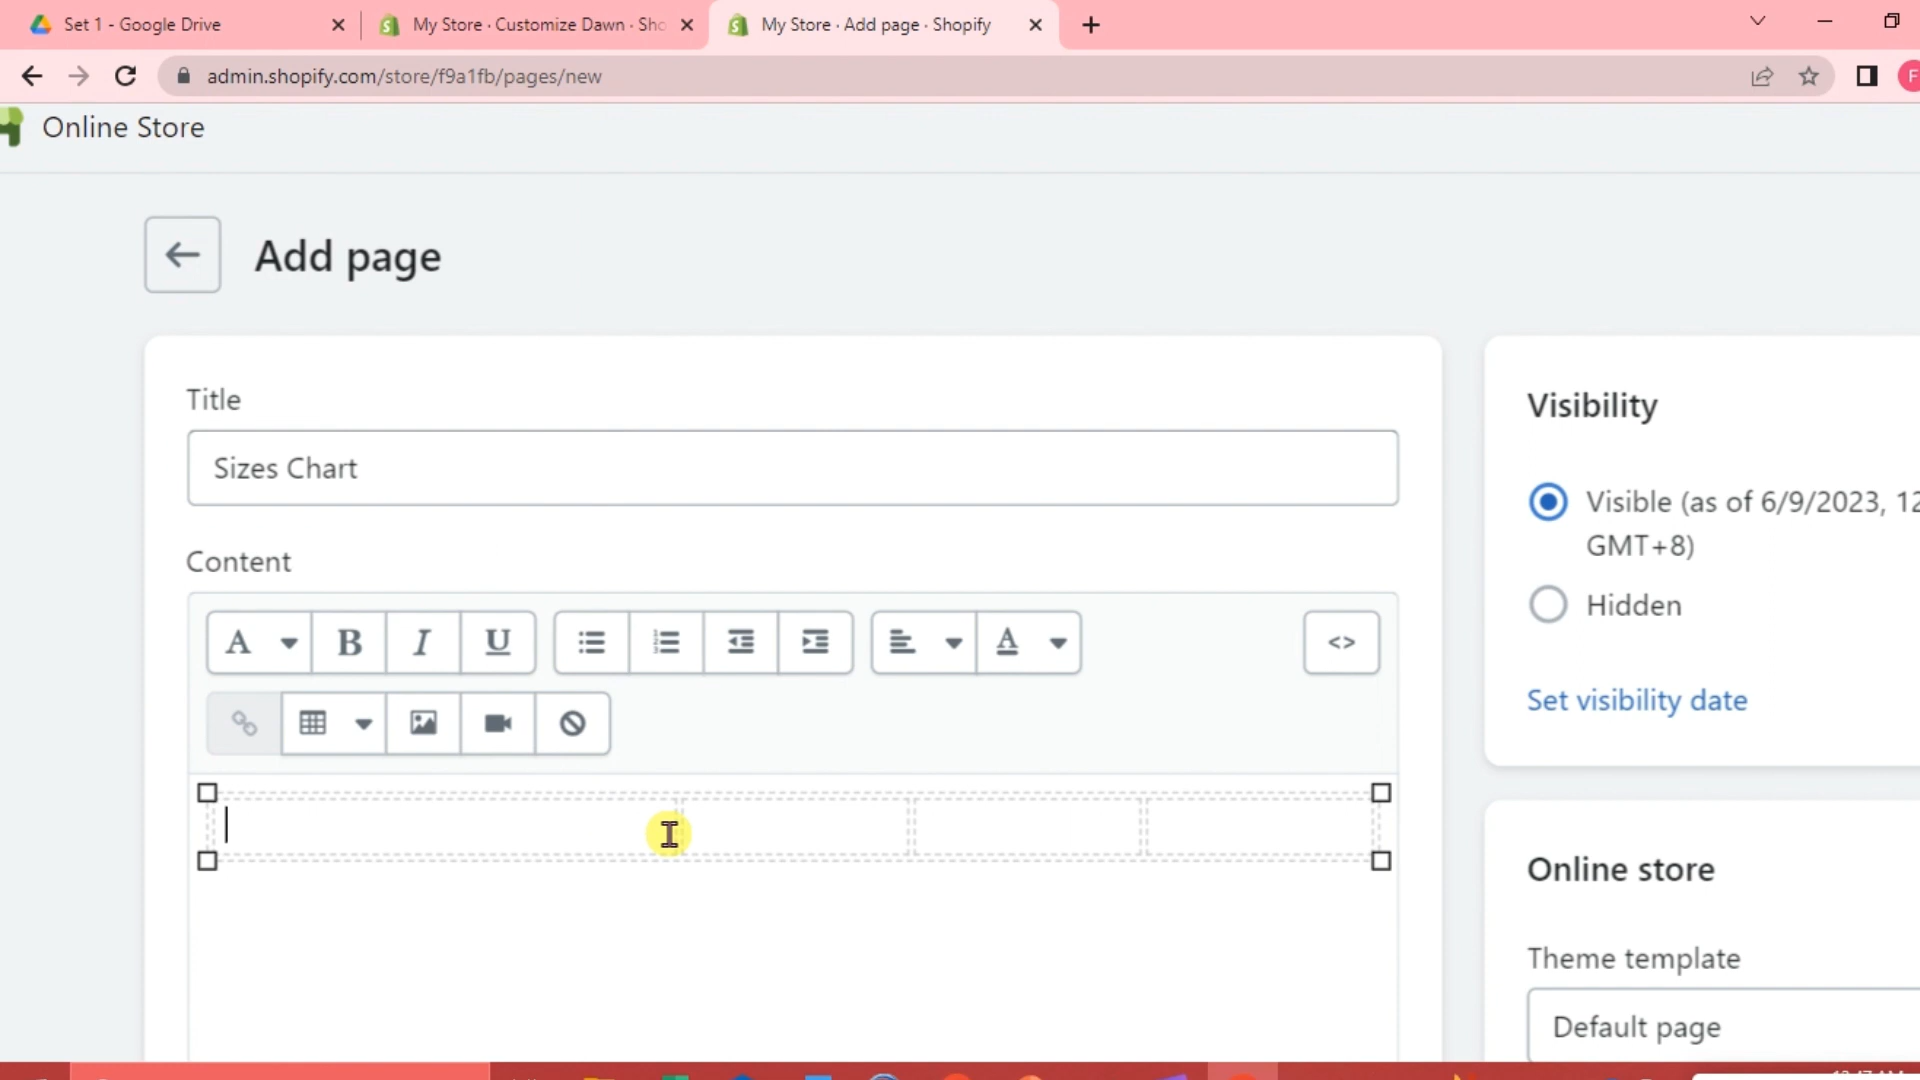 Set 1 - Google Drive
My Store · Customize Dawn · Sho
My Store · Add page · Shopify
admin.shopify.com/store/f9a1fb/pages/new
F
Online Store
Add page
Title
Sizes Chart
Content
A B I U A <>
Visibility
Visible (as of 6/9/2023, 12
GMT+8)
Hidden
Set visibility date
Online store
Theme template
Default page